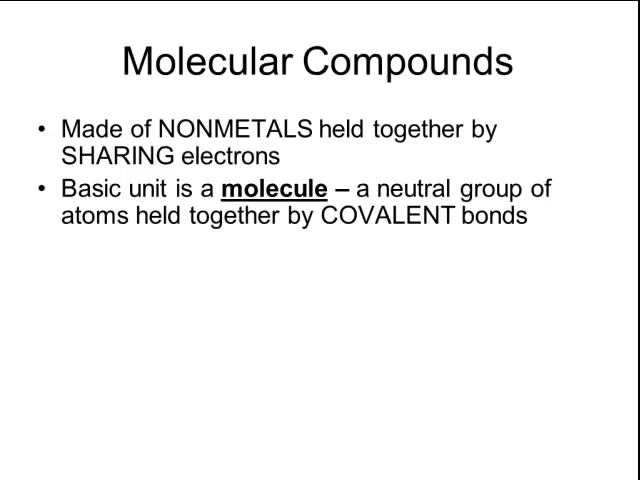 Molecular Compounds
• Made of NONMETALS held together by
SHARING electrons
• Basic unit is a molecule – a neutral group of
atoms held together by COVALENT bonds